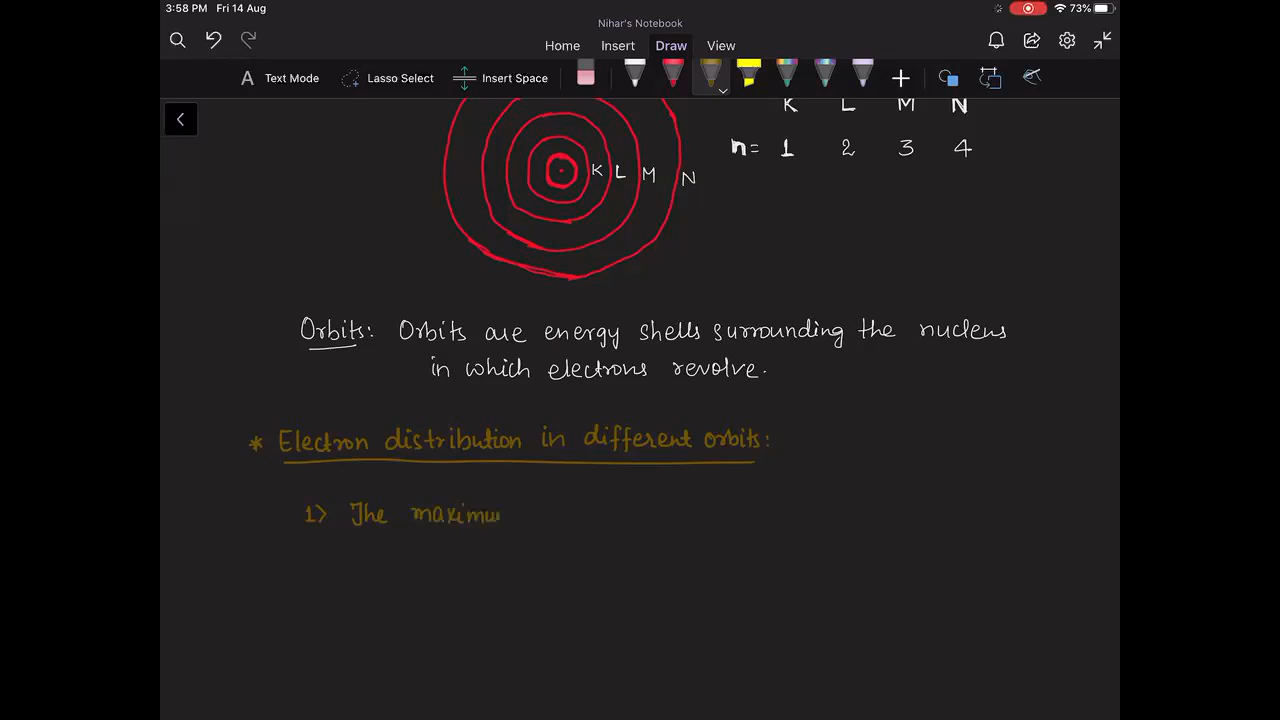 3:58 PM Fri 14 Aug
73%
Nihar's Notebook
Home Insert Draw View
Text Mode Lasso Select Insert Space
K L M N
n= 1 2 3 4
K L M N
Orbits: Orbits are energy shells surrounding the nucleus
in which electrons revolve.
* Electron distribution in different orbits:
1> The maximu